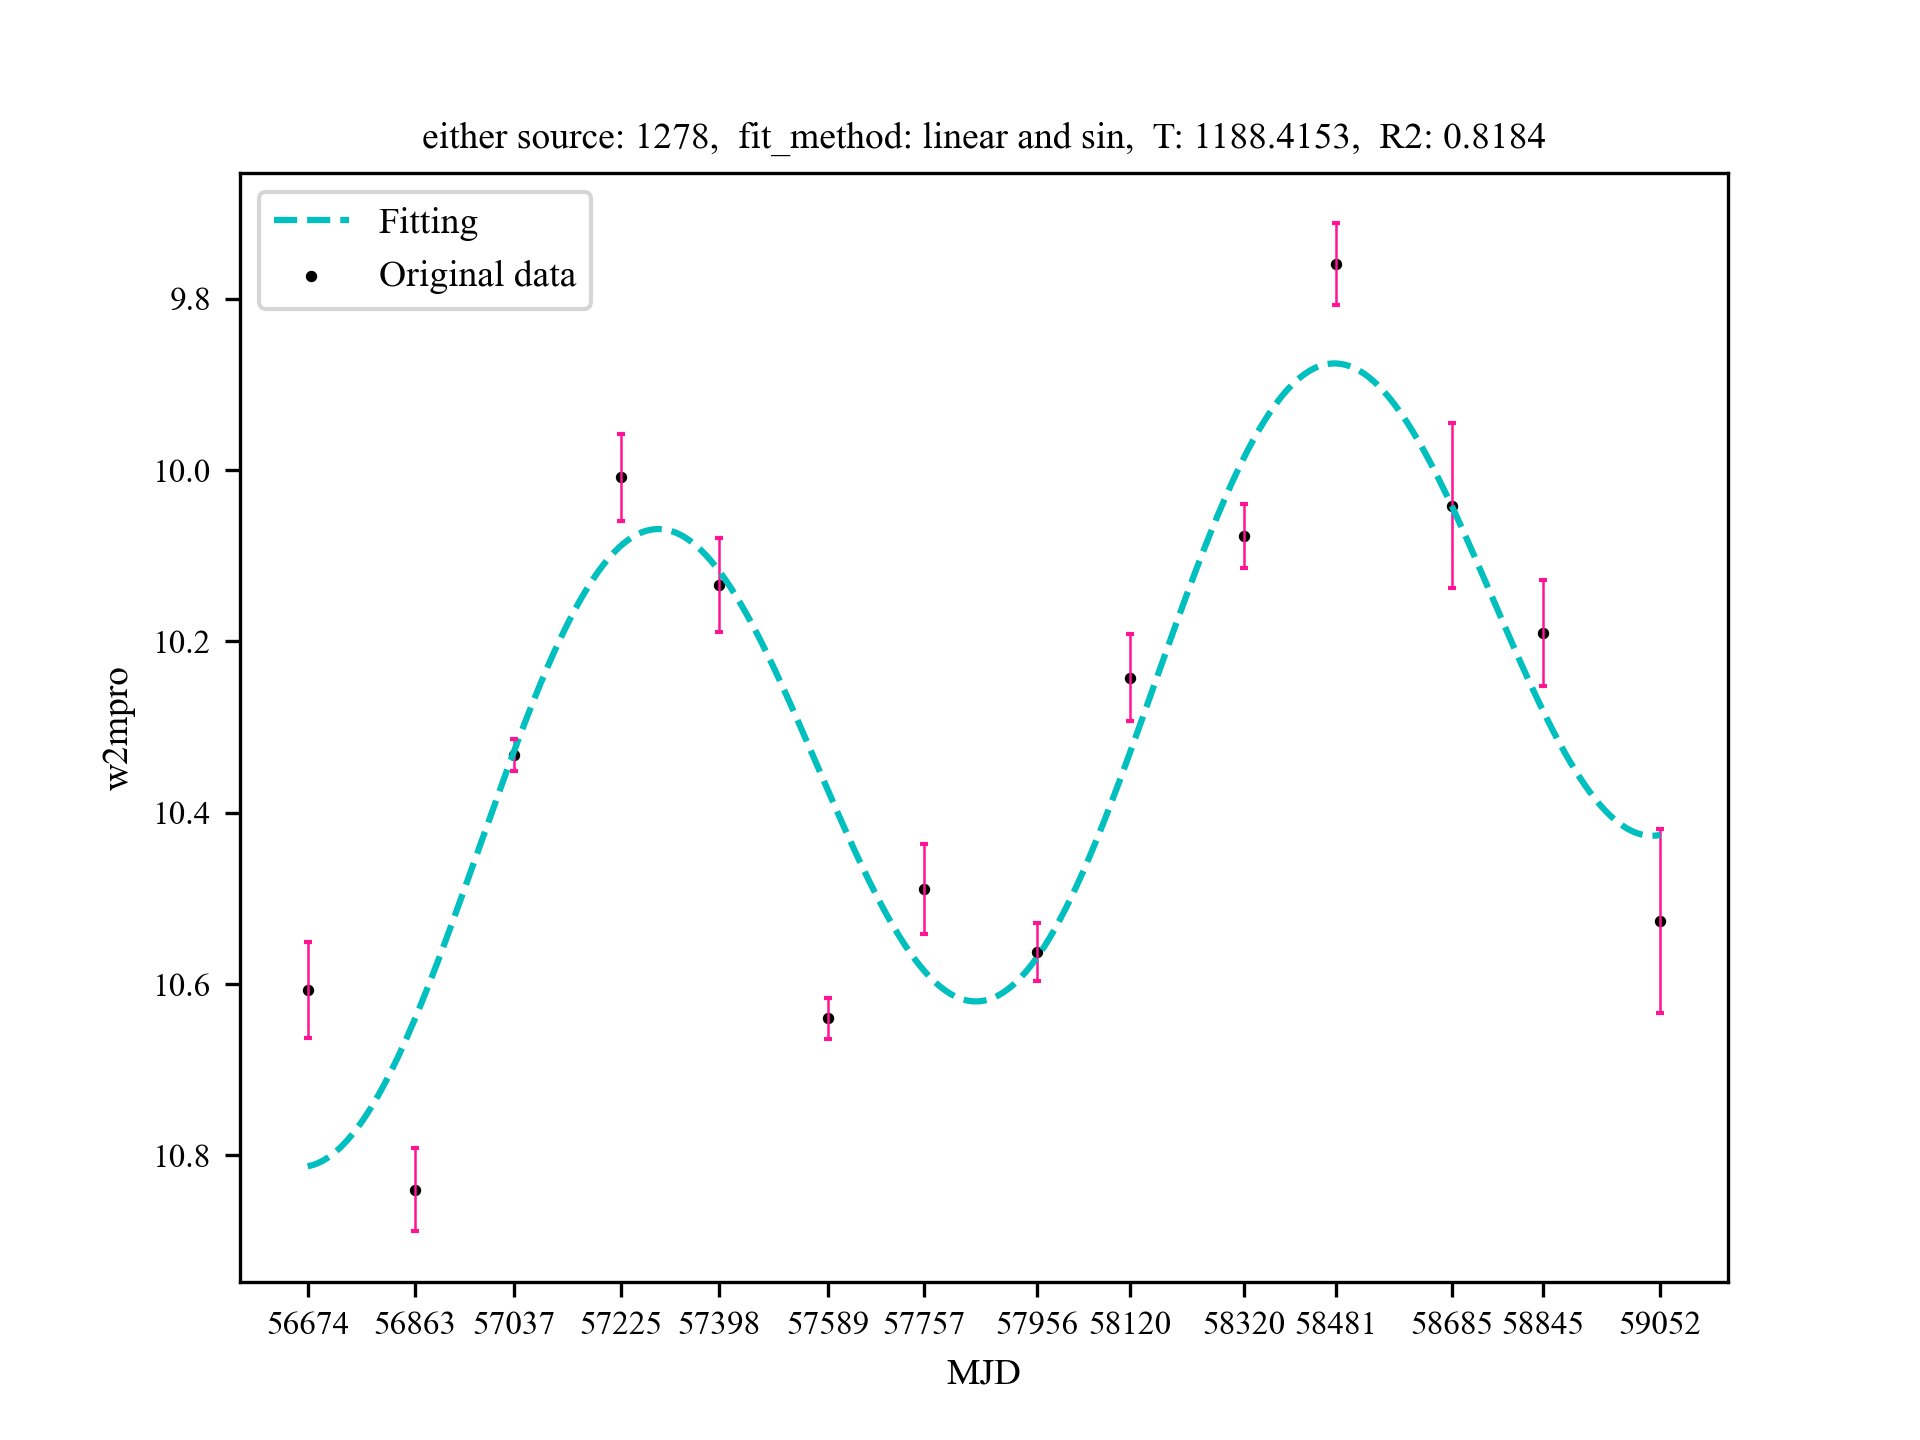 either source: 1278,  fit_method: linear and sin,  T: 1188.4153,  R2: 0.8184
Fitting
Original data
9.8
10.0
10.2
10.4
10.6
10.8
w2mpro
56674 56863 57037 57225 57398 57589 57757 57956 58120 58320 58481 58685 58845 59052
MJD